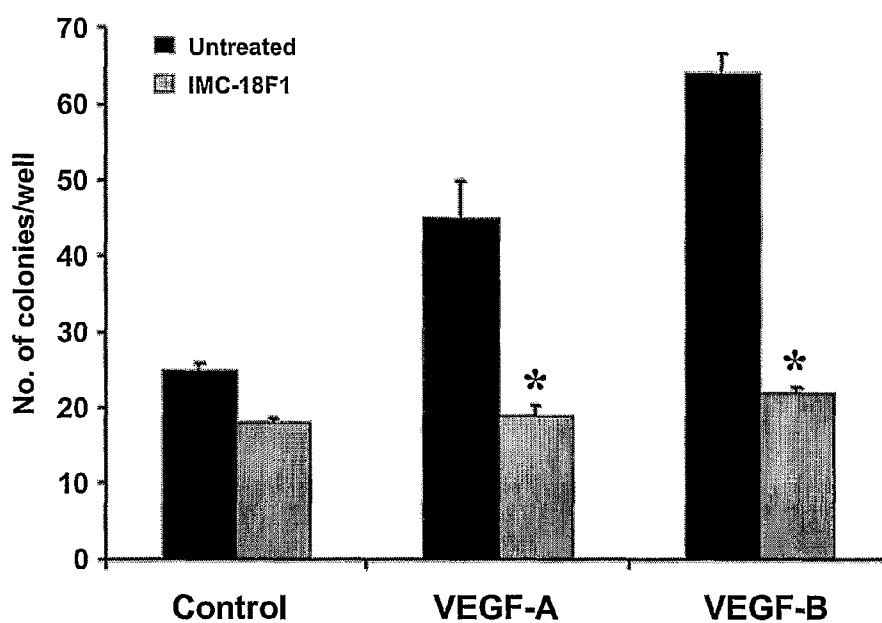 70
60
50
40
30
20
10
0
No. of colonies/well
Untreated
IMC-18F1
*
*
Control
VEGF-A
VEGF-B